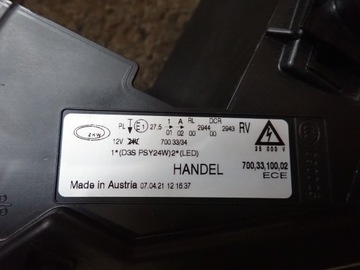 ZKW PL E1 27,5 1 01 A 02 RL 00 DCR 2944 00 2943 RV
12V 700 33/34 25 000 V
1*(D3S PSY24W)2*(LED)
HANDEL 700,33,100,02
ECE
Made in Austria 07.04.21 12 16:37